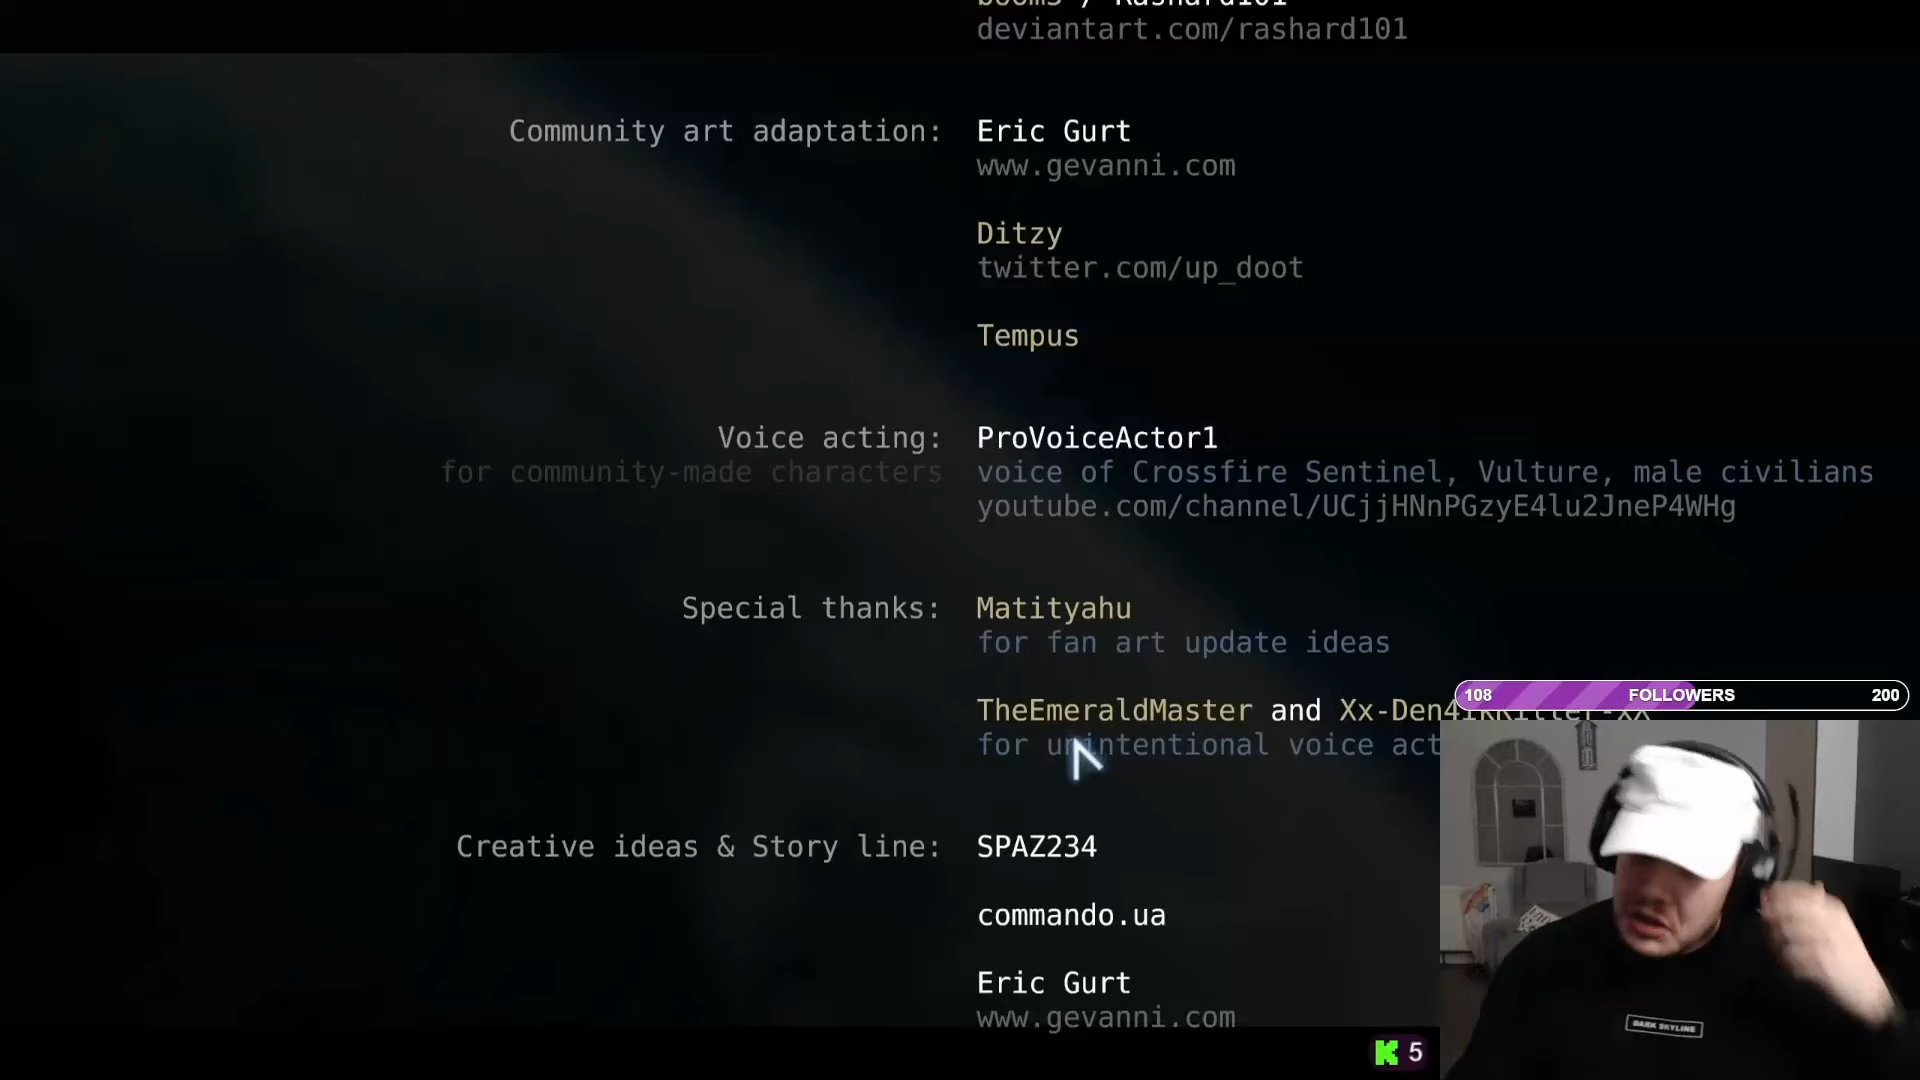 deviantart.com/rashard101
Community art adaptation: Eric Gurt
www.gevanni.com
Ditzy
twitter.com/up_doot
Tempus
Voice acting: ProVoiceActor1
for community-made characters voice of Crossfire Sentinel, Vulture, male civilians
youtube.com/channel/UCjjHNnPGzyE4lu2JneP4WHg
Special thanks: Matityahu
for fan art update ideas
108 FOLLOWERS 200
TheEmeraldMaster and
for unintentional voice act
Creative ideas & Story line: SPAZ234
commando.ua
Eric Gurt
www.gevanni.com
DARK SKYLINE
K 5